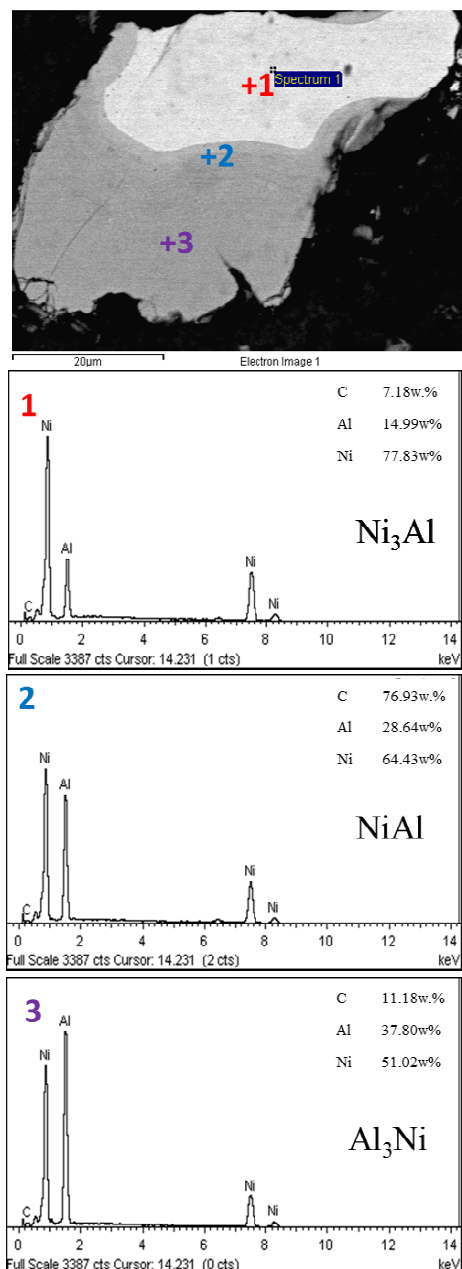 +1 Spectrum 1
+2
+3
20µm Electron Image 1
1
C 7.18w.%
Al 14.99w%
Ni 77.83w%
Ni
Al
Ni₃Al
Ni
Ni
C
0 2 4 6 8 10 12 14
Full Scale 3387 cts Cursor: 14.231 (1 cts) keV
2
C 76.93w.%
Al 28.64w%
Ni 64.43w%
Ni
Al
NiAl
Ni
Ni
C
0 2 4 6 8 10 12 14
Full Scale 3387 cts Cursor: 14.231 (2 cts) keV
3
C 11.18w.%
Al 37.80w%
Ni 51.02w%
Al
Ni
Al₃Ni
Ni
Ni
C
0 2 4 6 8 10 12 14
Full Scale 3387 cts Cursor: 14.231 (0 cts) keV